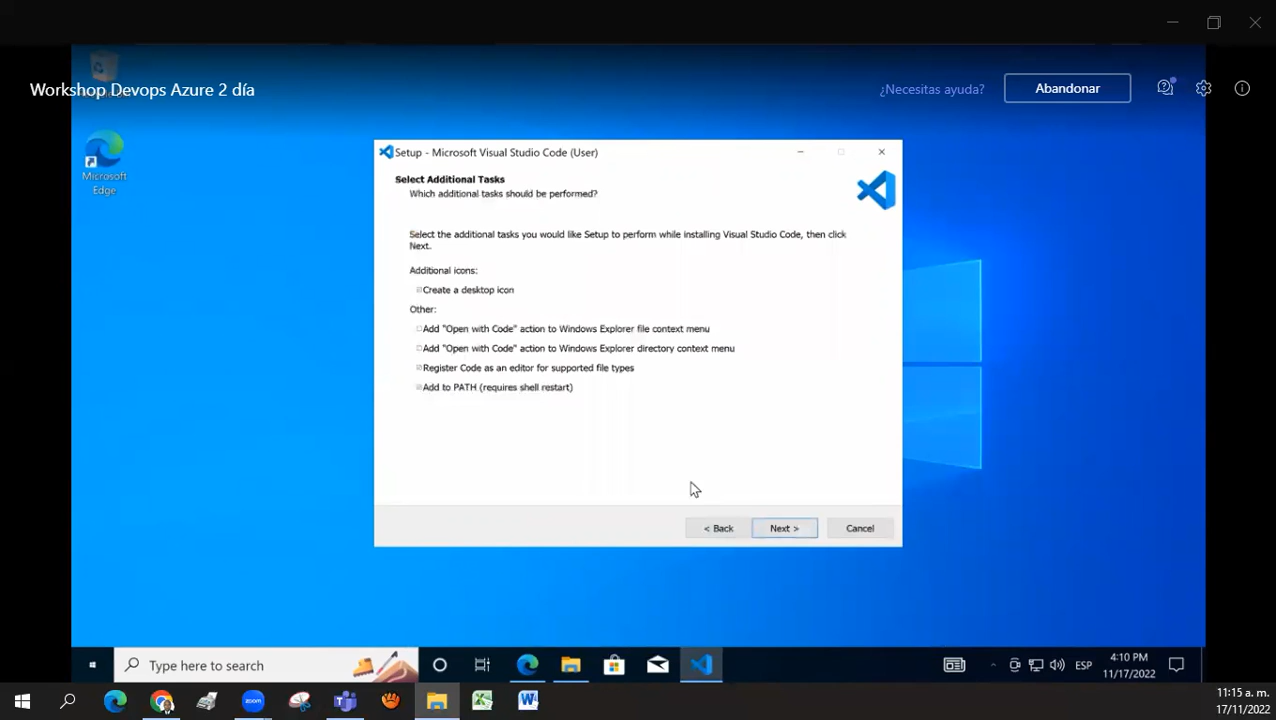 Workshop Devops Azure 2 día
¿Necesitas ayuda?
Abandonar
Microsoft
Edge
Setup - Microsoft Visual Studio Code (User)
Select Additional Tasks
Which additional tasks should be performed?
Select the additional tasks you would like Setup to perform while installing Visual Studio Code, then click
Next.
Additional icons:
Create a desktop icon
Other:
Add "Open with Code" action to Windows Explorer file context menu
Add "Open with Code" action to Windows Explorer directory context menu
Register Code as an editor for supported file types
Add to PATH (requires shell restart)
< Back
Next >
Cancel
Type here to search
ESP
4:10 PM
11/17/2022
zoom
11:15 a. m.
17/11/2022